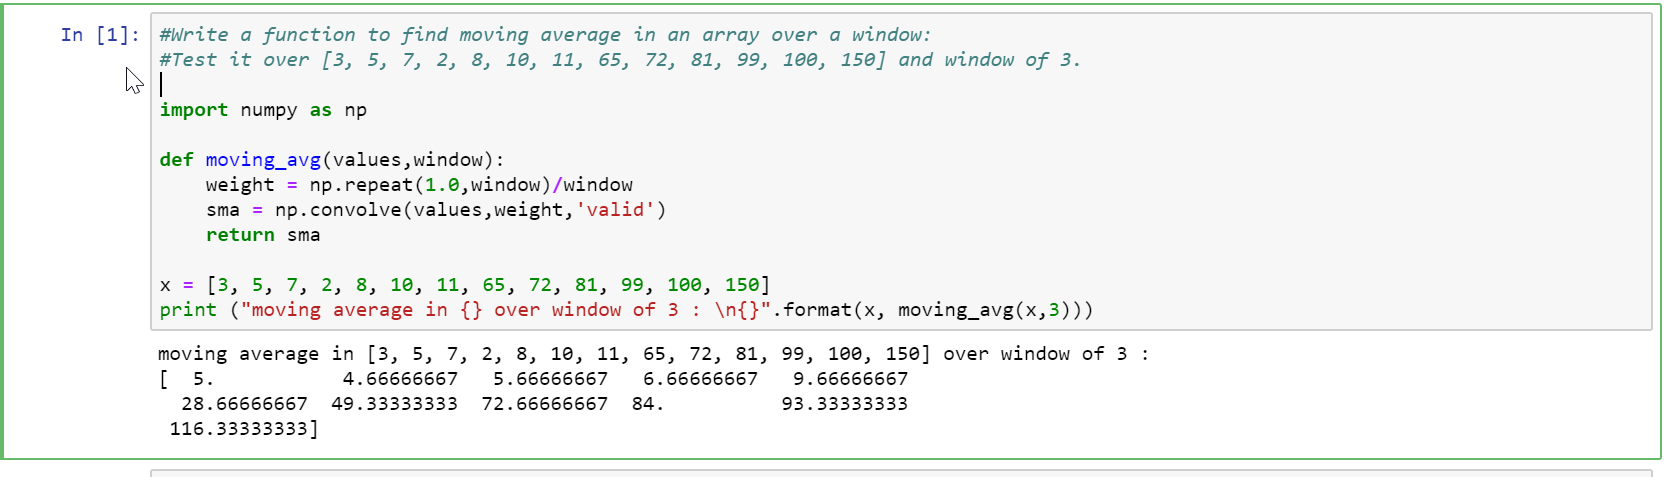 In [1]: #Write a function to find moving average in an array over a window:
#Test it over [3, 5, 7, 2, 8, 10, 11, 65, 72, 81, 99, 100, 150] and window of 3.
import numpy as np
def moving_avg(values,window):
    weight = np.repeat(1.0,window)/window
    sma = np.convolve(values,weight,'valid')
    return sma
x = [3, 5, 7, 2, 8, 10, 11, 65, 72, 81, 99, 100, 150]
print ("moving average in {} over window of 3 : \n{}".format(x, moving_avg(x,3)))
moving average in [3, 5, 7, 2, 8, 10, 11, 65, 72, 81, 99, 100, 150] over window of 3 :
[  5.           4.66666667   5.66666667   6.66666667   9.66666667
  28.66666667  49.33333333  72.66666667  84.          93.33333333
 116.33333333]